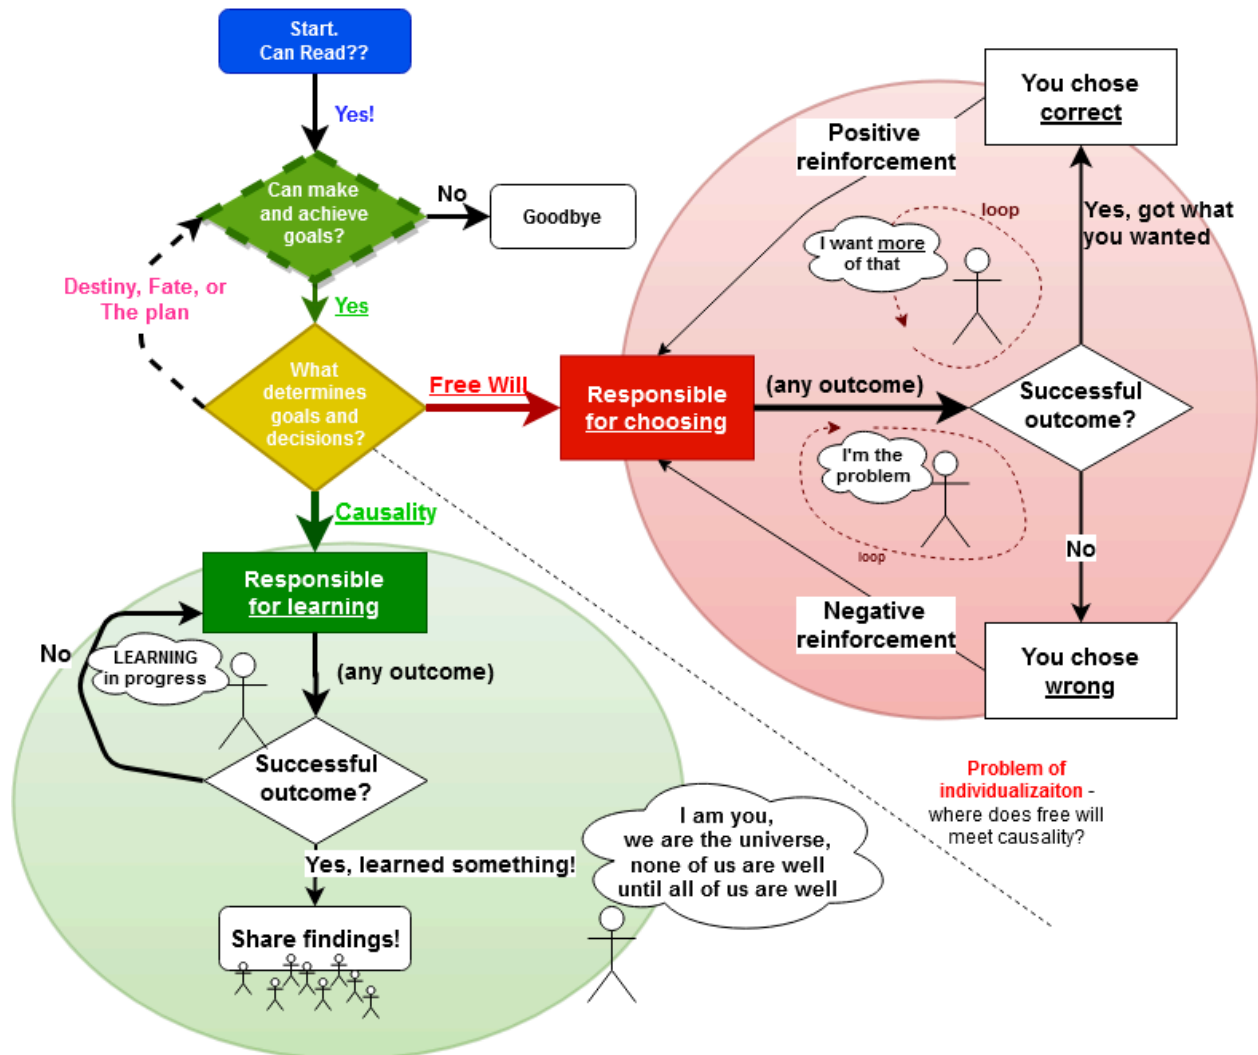 Start.
Can Read??
Yes!
Can make
and achieve
goals?
No
Goodbye
Destiny, Fate, or
The plan
Yes
What
determines
goals and
decisions?
Free Will
Responsible
for choosing
(any outcome)
Successful
outcome?
Yes, got what
you wanted
You chose
correct
Positive
reinforcement
loop
I want more
of that
I'm the
problem
loop
No
You chose
wrong
Negative
reinforcement
Causality
Responsible
for learning
(any outcome)
No
LEARNING
in progress
Successful
outcome?
Yes, learned something!
Share findings!
I am you,
we are the universe,
none of us are well
until all of us are well
Problem of
individualizaiton -
where does free will
meet causality?